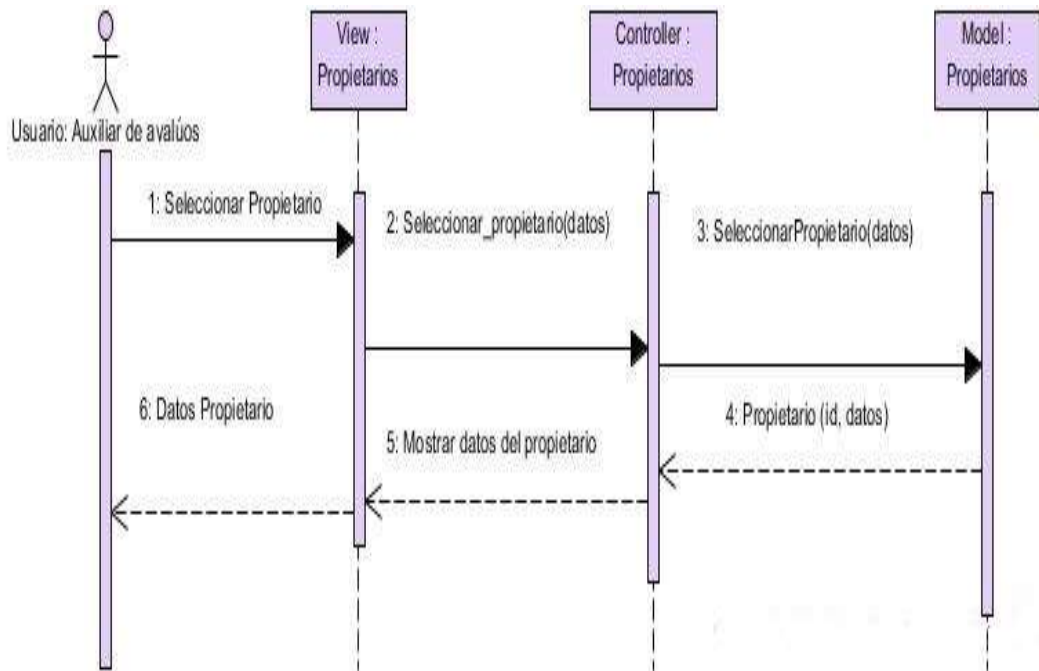 View :
Propietarios
Controller :
Propietarios
Model :
Propietarios
Usuario: Auxiliar de avalúos
1: Seleccionar Propietario
2: Seleccionar_propietario(datos)
3: SeleccionarPropietario(datos)
4: Propietario (id, datos)
5: Mostrar datos del propietario
6: Datos Propietario